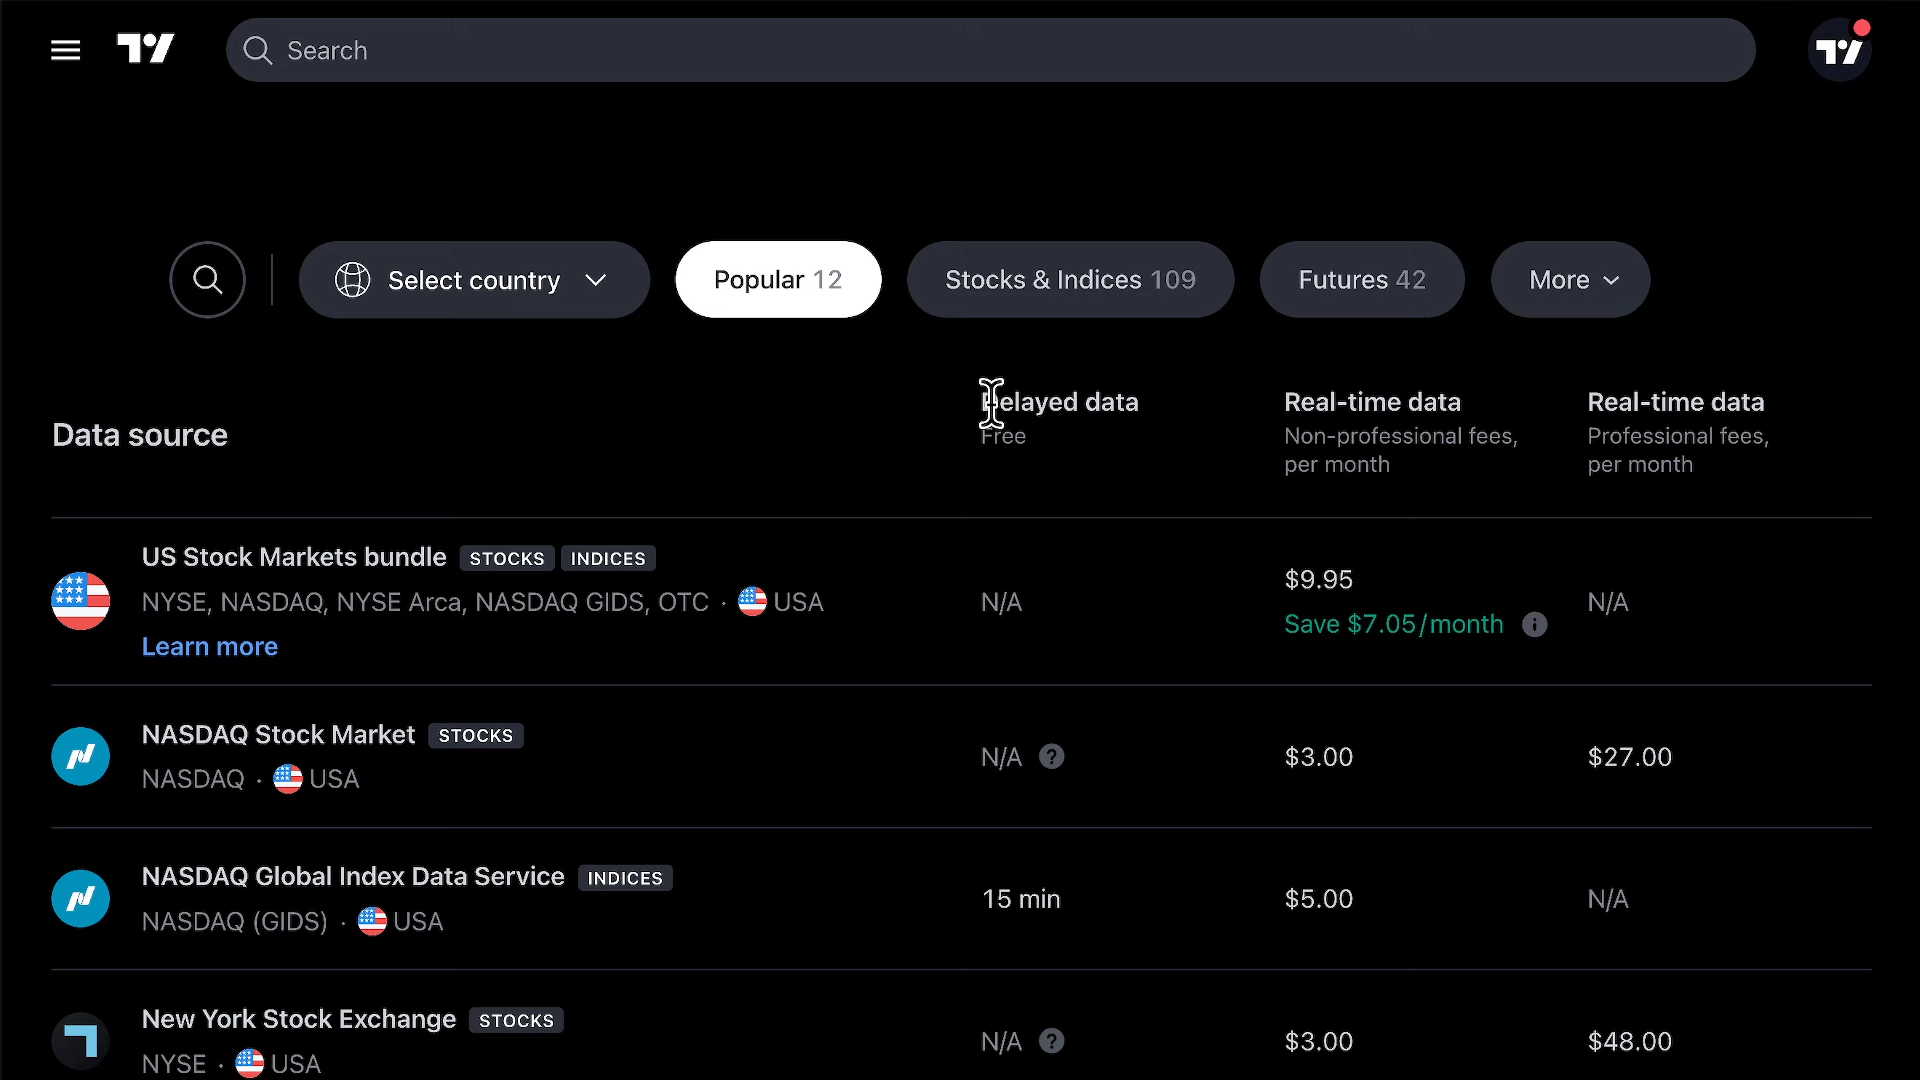 Search
Select country
Popular 12
Stocks & Indices 109
Futures 42
More
Data source
Delayed data
Free
Real-time data
Non-professional fees,
per month
Real-time data
Professional fees,
per month
US Stock Markets bundle STOCKS INDICES
NYSE, NASDAQ, NYSE Arca, NASDAQ GIDS, OTC · USA
Learn more
N/A
$9.95
Save $7.05/month
N/A
NASDAQ Stock Market STOCKS
NASDAQ · USA
N/A ?
$3.00
$27.00
NASDAQ Global Index Data Service INDICES
NASDAQ (GIDS) · USA
15 min
$5.00
N/A
New York Stock Exchange STOCKS
NYSE · USA
N/A ?
$3.00
$48.00